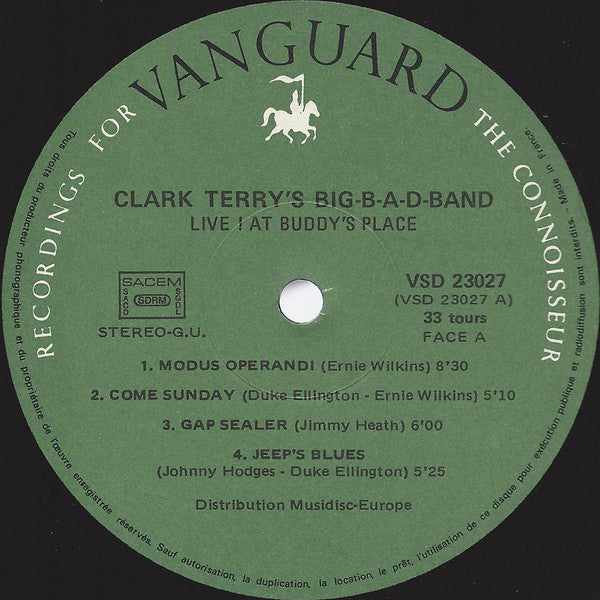 RECORDINGS FOR VANGUARD THE CONNOISSEUR
CLARK TERRY'S BIG-B-A-D-BAND
LIVE ! AT BUDDY'S PLACE
SACEM
SACD
SDRM
SGDL
STEREO-G.U.
VSD 23027
(VSD 23027 A)
33 tours
FACE A
1. MODUS OPERANDI (Ernie Wilkins) 8'30
2. COME SUNDAY (Duke Ellington - Ernie Wilkins) 5'10
3. GAP SEALER (Jimmy Heath) 6'00
4. JEEP'S BLUES
(Johnny Hodges - Duke Ellington) 5'25
Distribution Musidisc-Europe
Tous droits du producteur phonographique et du propriétaire de l'œuvre enregistrée réservés. Sauf autorisation, la duplication, la location, le prêt, l'utilisation de ce disque pour exécution publique et radiodiffusion sont interdits. - Made in France.